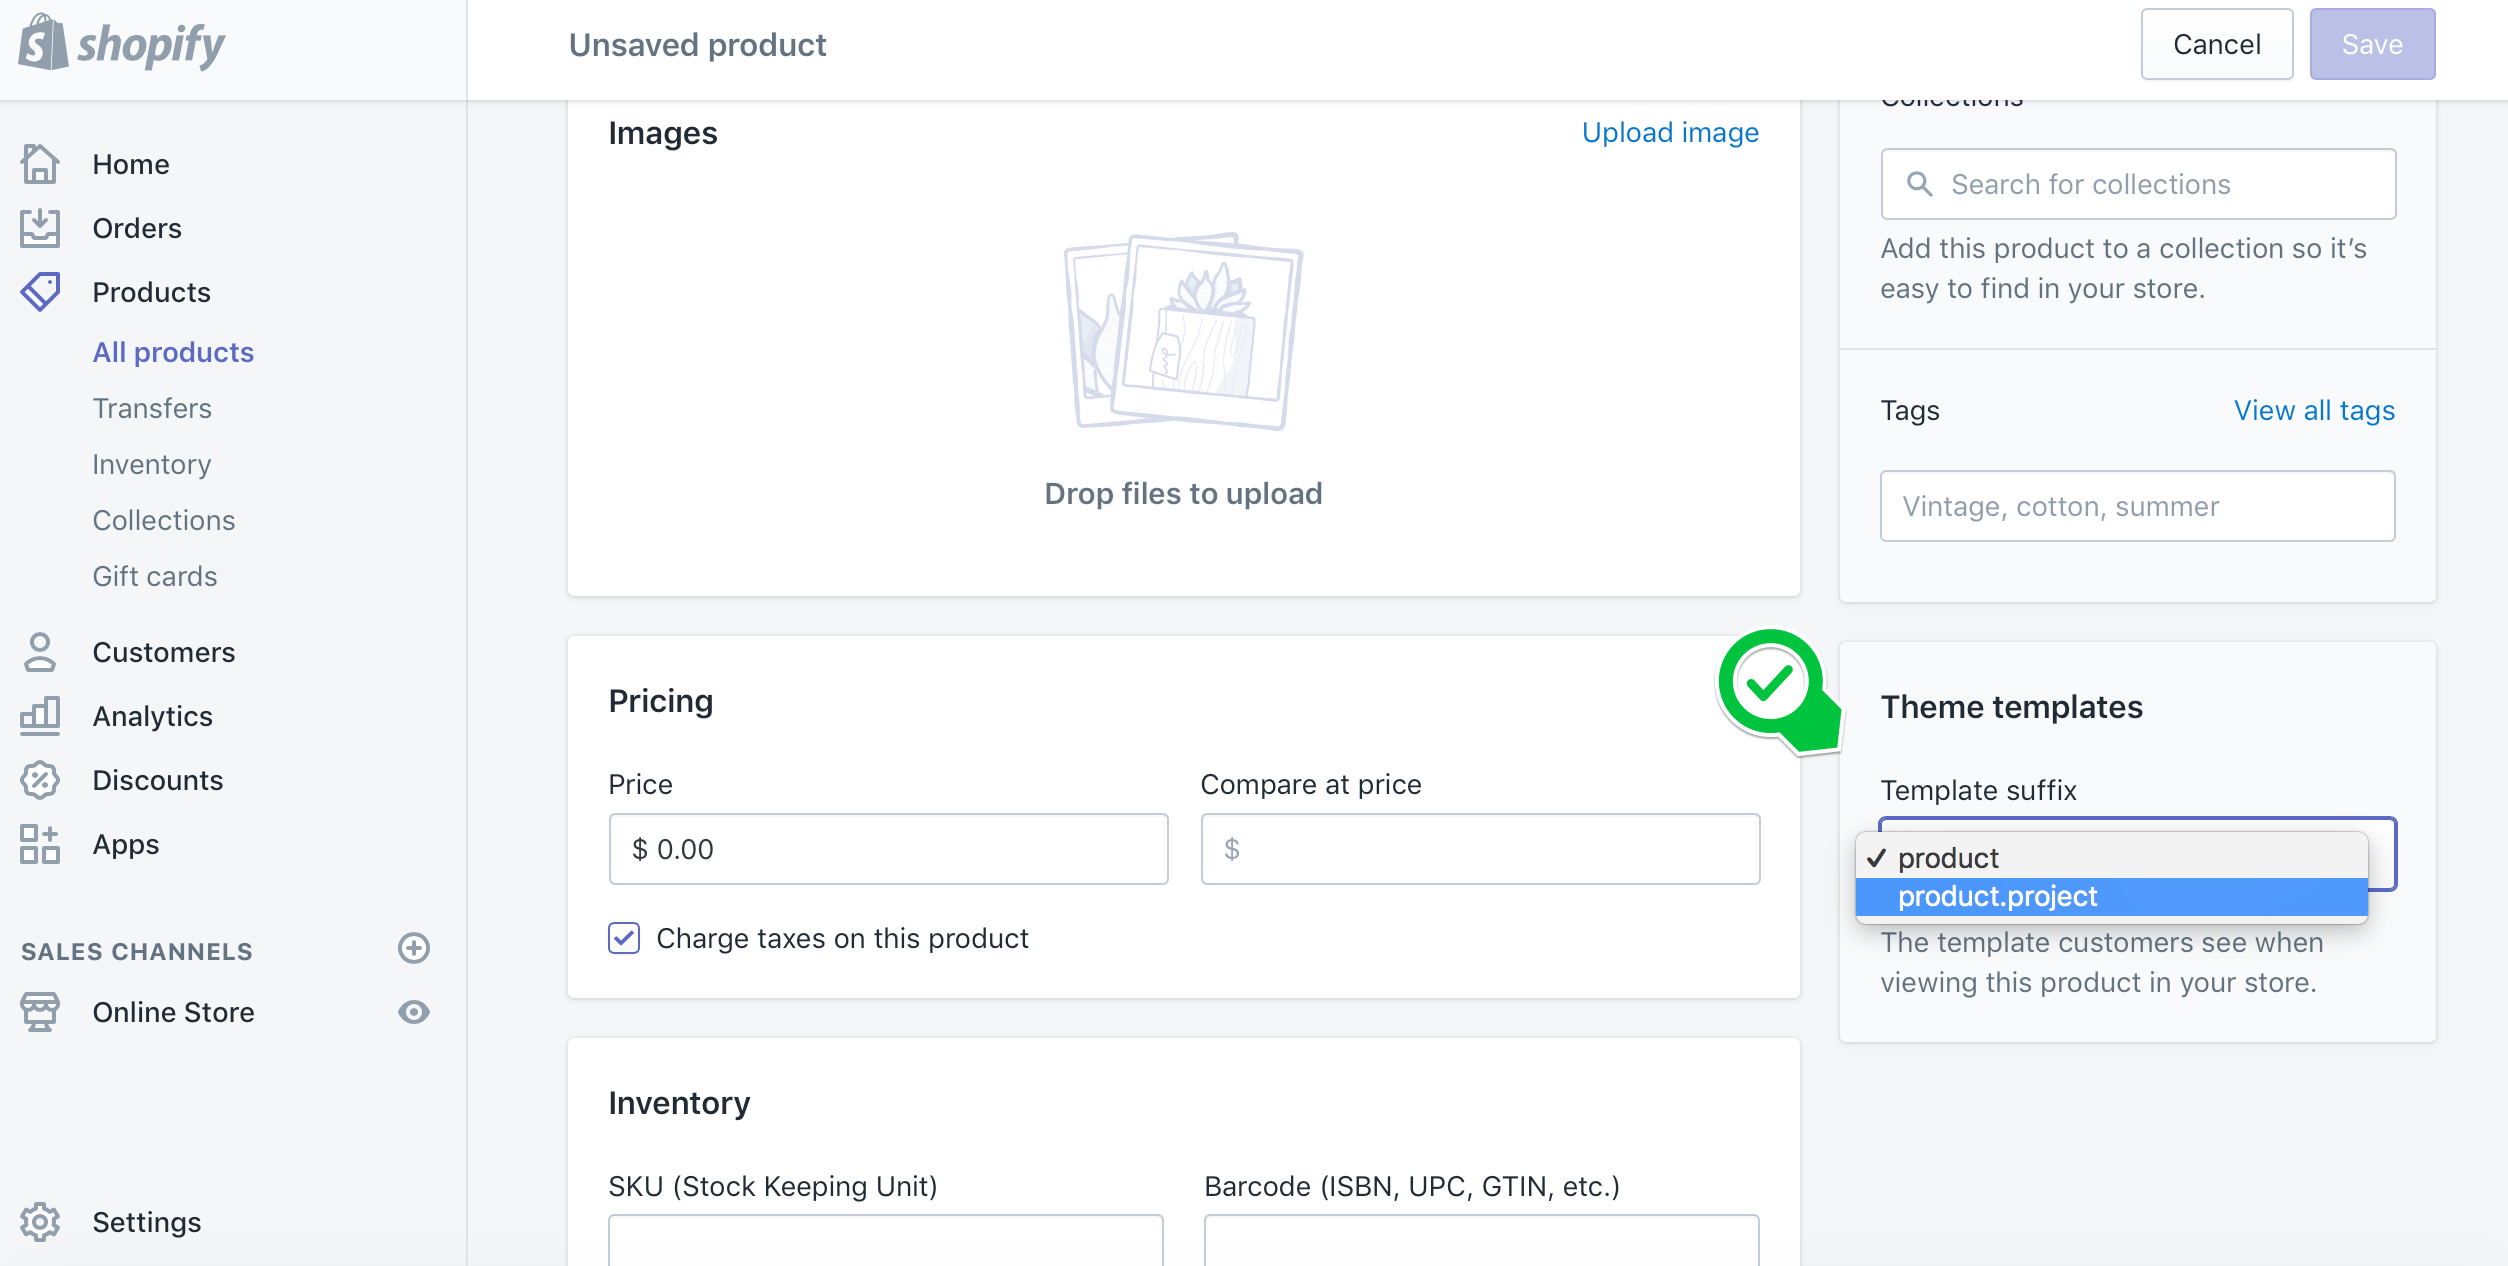 shopify
Unsaved product
Cancel
Save
Home
Orders
Products
All products
Transfers
Inventory
Collections
Gift cards
Customers
Analytics
Discounts
Apps
SALES CHANNELS
Online Store
Settings
Images
Upload image
Drop files to upload
Pricing
Price
Compare at price
$ 0.00
$
Charge taxes on this product
Inventory
SKU (Stock Keeping Unit)
Barcode (ISBN, UPC, GTIN, etc.)
Collections
Search for collections
Add this product to a collection so it’s
easy to find in your store.
Tags
View all tags
Vintage, cotton, summer
Theme templates
Template suffix
✓ product
product.project
The template customers see when
viewing this product in your store.